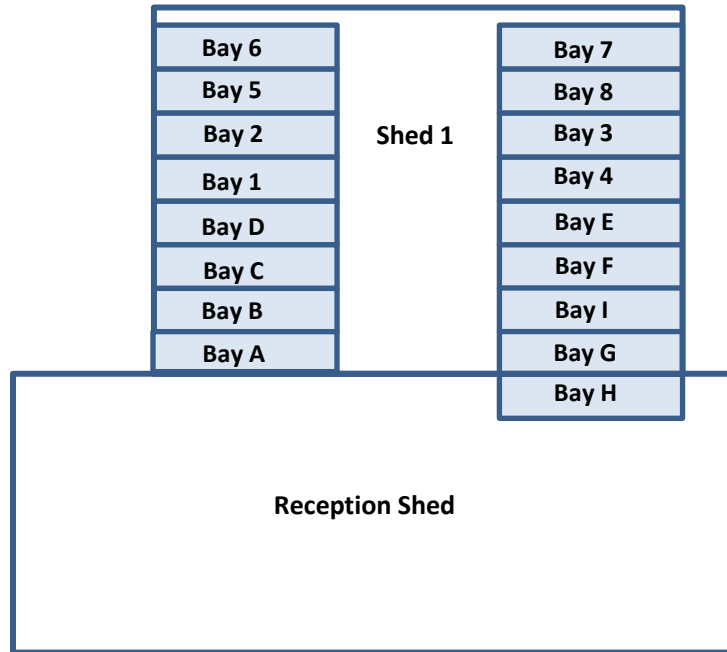 Bay 6
Bay 7
Bay 5
Bay 8
Bay 2
Shed 1
Bay 3
Bay 1
Bay 4
Bay D
Bay E
Bay C
Bay F
Bay B
Bay I
Bay A
Bay G
Bay H
Reception Shed